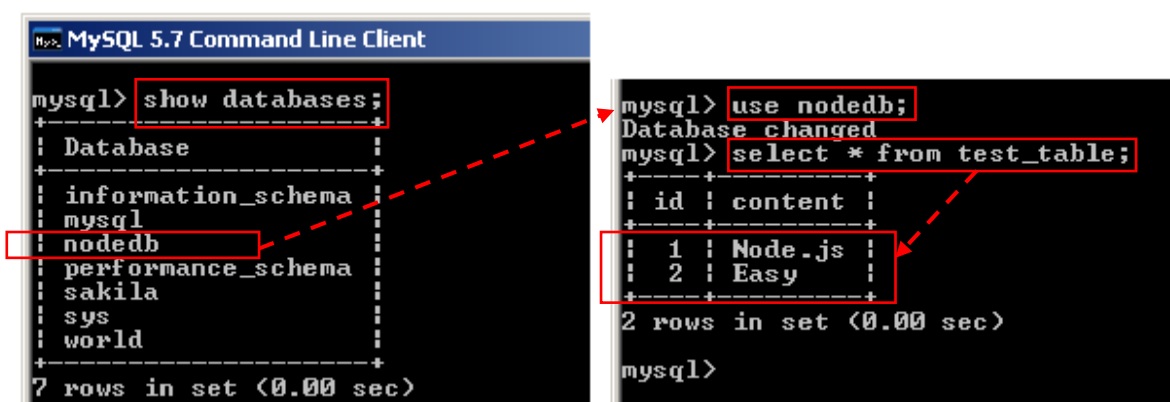 MySQL 5.7 Command Line Client
mysql> show databases;
+--------------------+
| Database           |
+--------------------+
| information_schema |
| mysql              |
| nodedb             |
| performance_schema |
| sakila             |
| sys                |
| world              |
+--------------------+
7 rows in set (0.00 sec)
mysql> use nodedb;
Database changed
mysql> select * from test_table;
+----+---------+
| id | content |
+----+---------+
|  1 | Node.js |
|  2 | Easy    |
+----+---------+
2 rows in set (0.00 sec)
mysql>